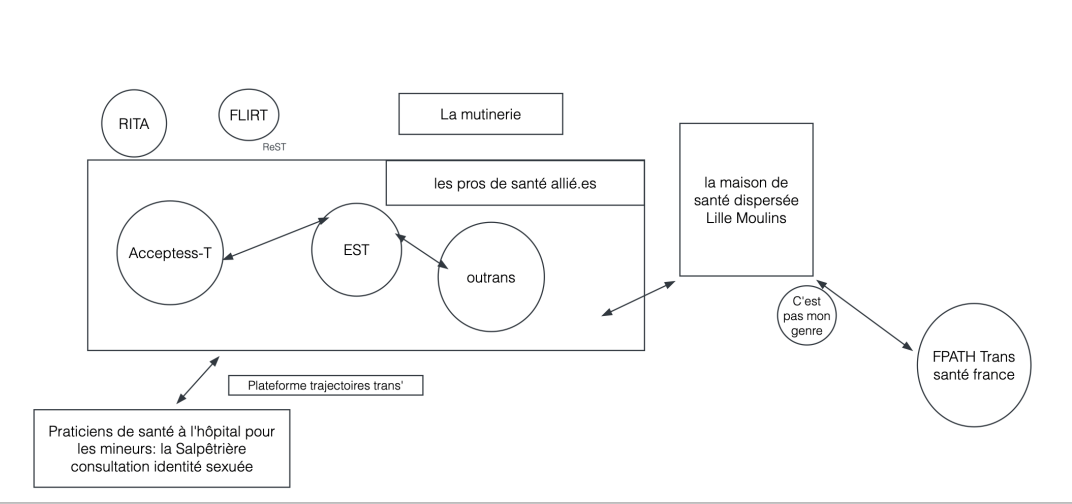 RITA
FLIRT
ReST
La mutinerie
les pros de santé allié.es
Acceptess-T
EST
outrans
la maison de
santé dispersée
Lille Moulins
C'est
pas mon
genre
FPATH Trans
santé france
Plateforme trajectoires trans'
Praticiens de santé à l'hôpital pour
les mineurs: la Salpêtrière
consultation identité sexuée